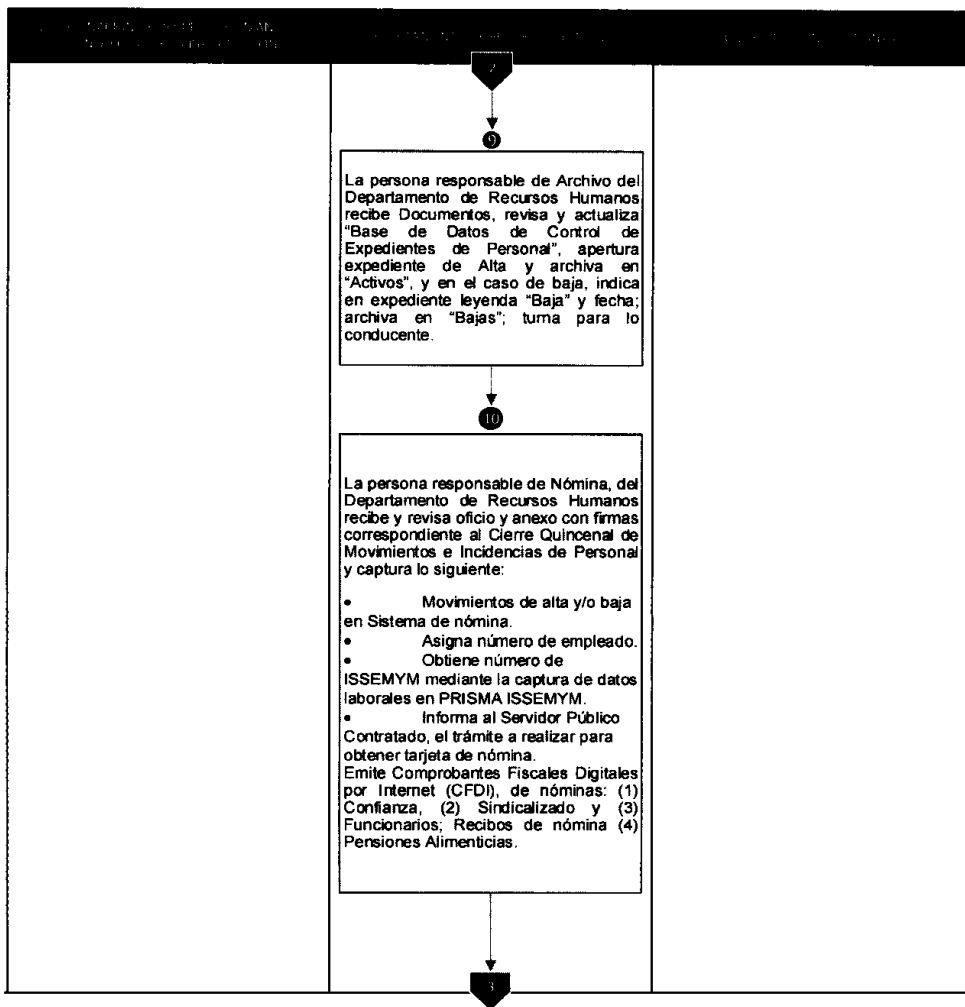 2
9
La persona responsable de Archivo del
Departamento de Recursos Humanos
recibe Documentos, revisa y actualiza
"Base de Datos de Control de
Expedientes de Personal", apertura
expediente de Alta y archiva en
"Activos", y en el caso de baja, indica
en expediente leyenda "Baja" y fecha;
archiva en "Bajas"; turna para lo
conducente.
10
La persona responsable de Nómina, del
Departamento de Recursos Humanos
recibe y revisa oficio y anexo con firmas
correspondiente al Cierre Quincenal de
Movimientos e Incidencias de Personal
y captura lo siguiente:
• Movimientos de alta y/o baja
en Sistema de nómina.
• Asigna número de empleado.
• Obtiene número de
ISSEMYM mediante la captura de datos
laborales en PRISMA ISSEMYM.
• Informa al Servidor Público
Contratado, el trámite a realizar para
obtener tarjeta de nómina.
Emite Comprobantes Fiscales Digitales
por Internet (CFDI), de nóminas: (1)
Confianza, (2) Sindicalizado y (3)
Funcionarios; Recibos de nómina (4)
Pensiones Alimenticias.
3